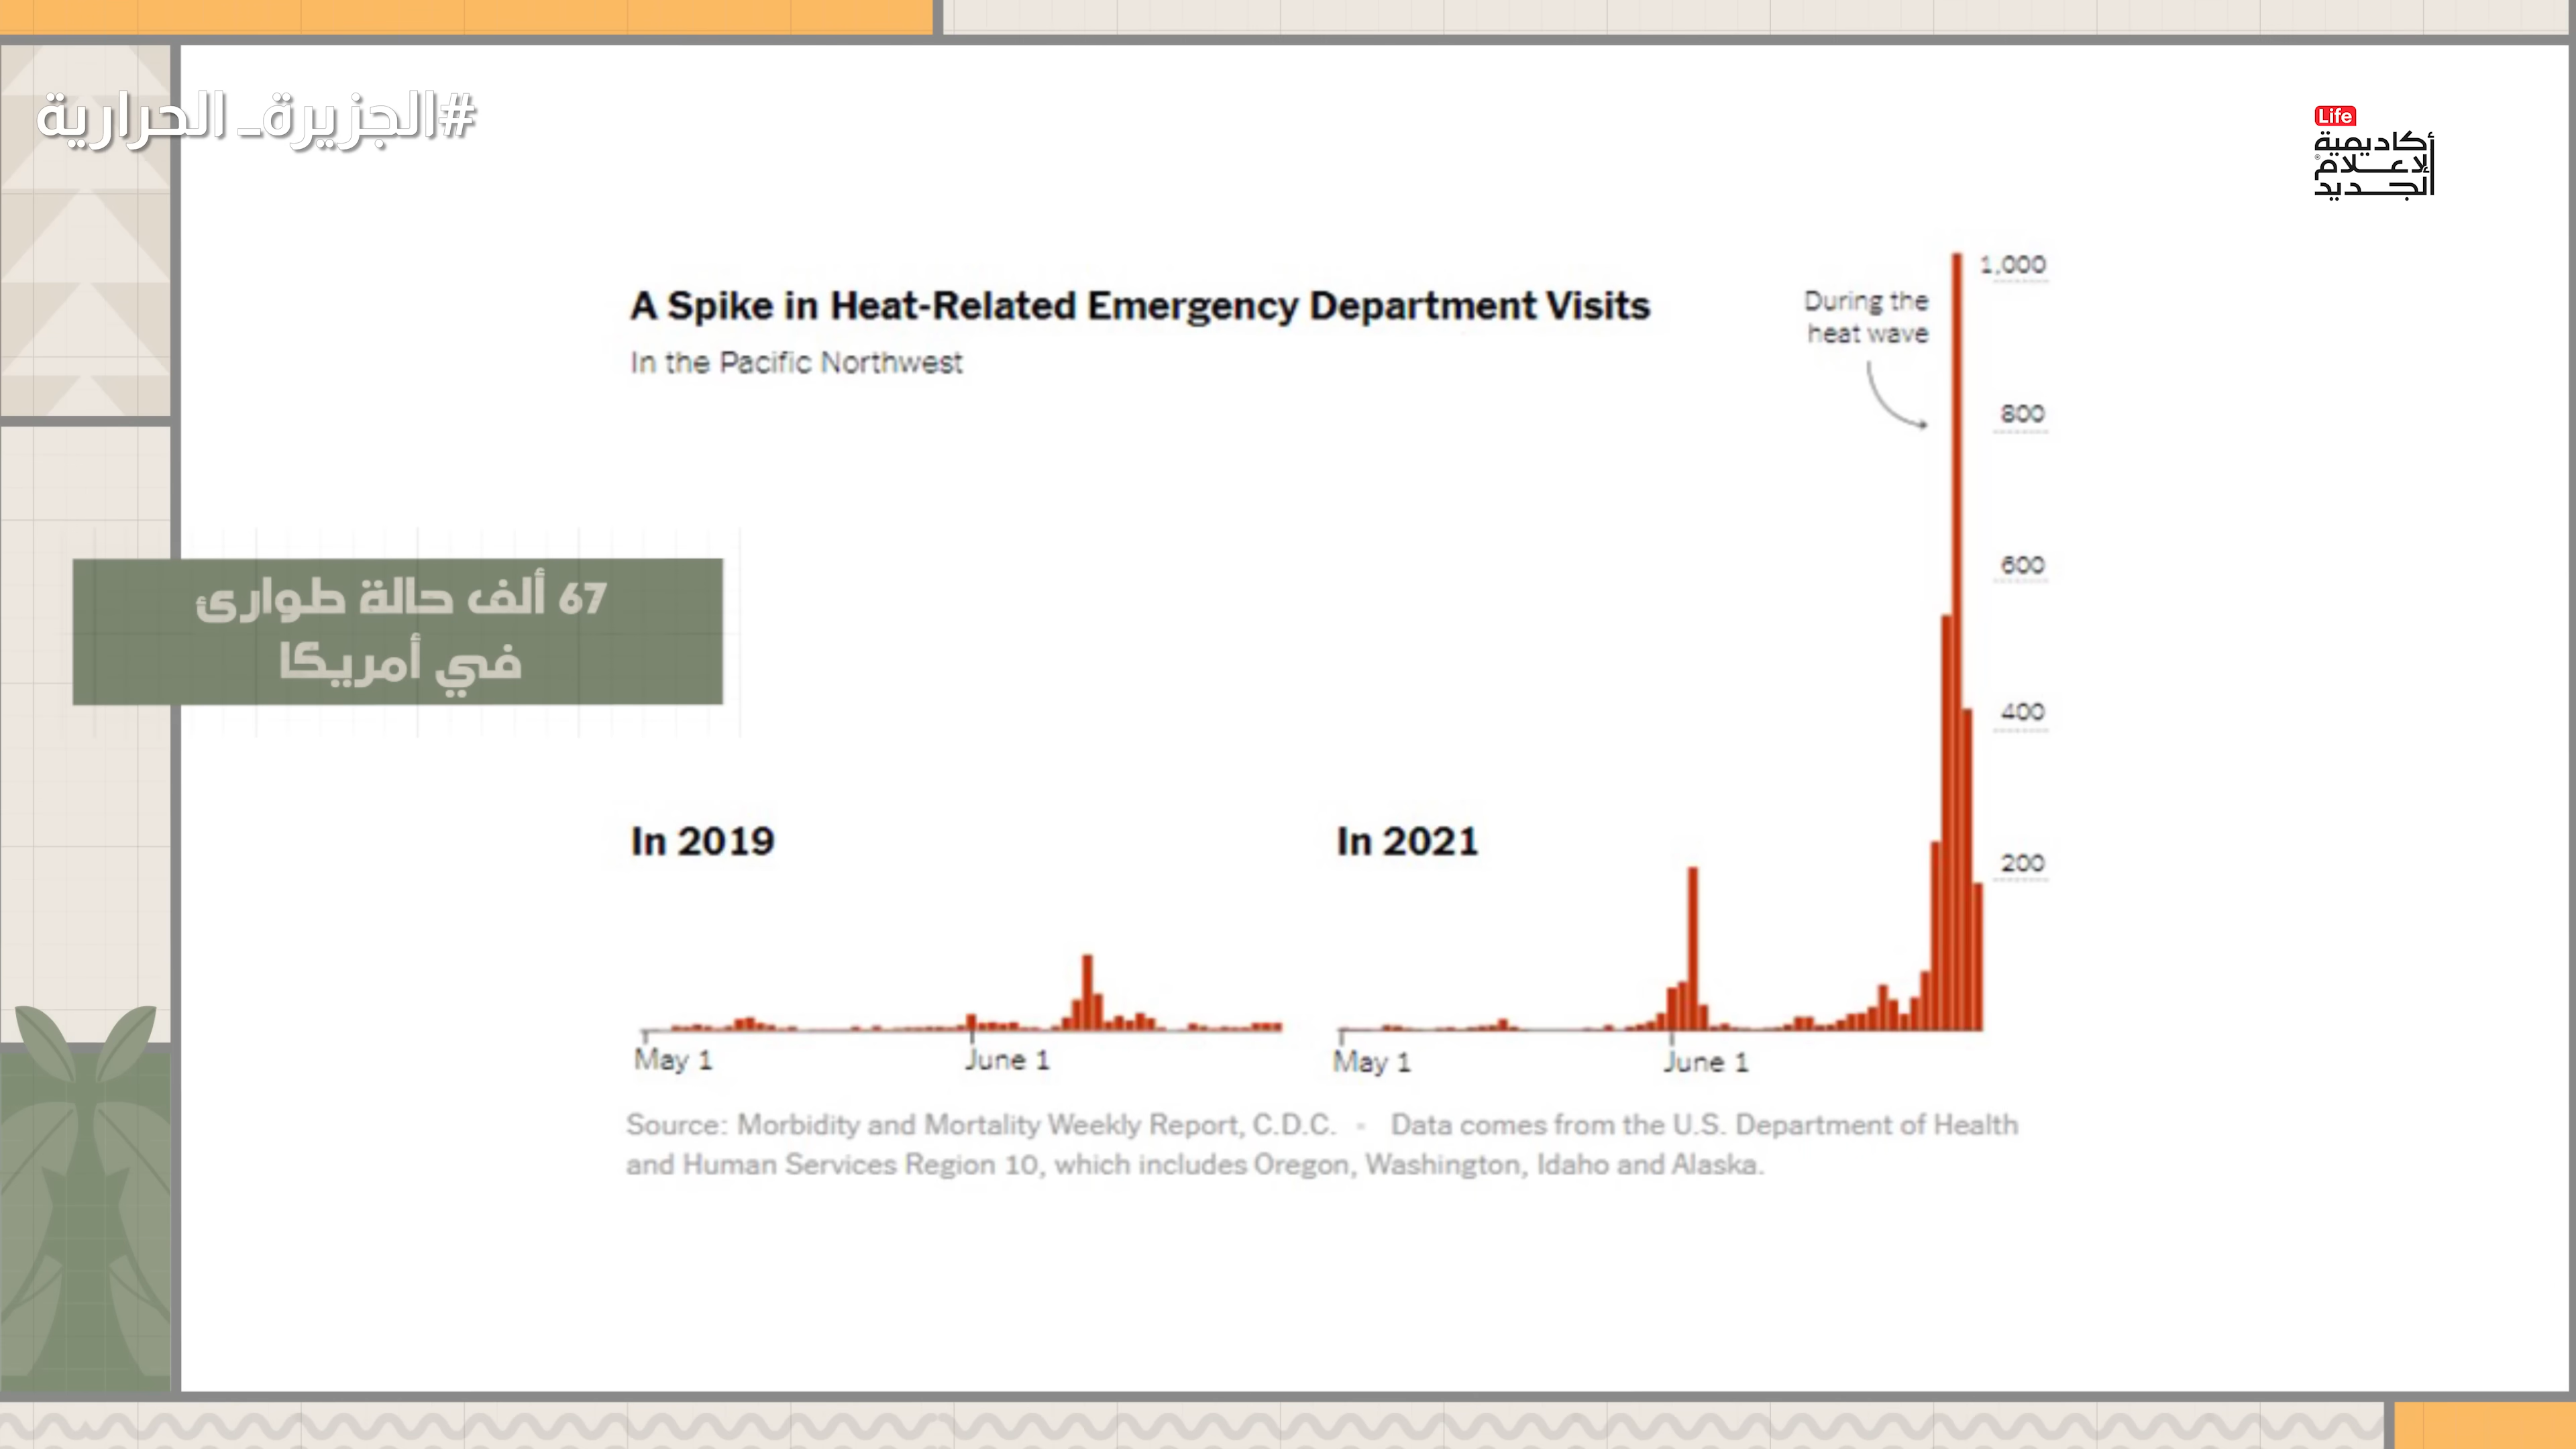 #الجزيرة_الحرارية
Life
أكاديمية
الإعلام
الجديد
A Spike in Heat-Related Emergency Department Visits
In the Pacific Northwest
During the
heat wave
1,000
800
600
400
200
67 ألف حالة طوارئ
في أمريكا
In 2019
In 2021
May 1
June 1
May 1
June 1
Source: Morbidity and Mortality Weekly Report, C.D.C. • Data comes from the U.S. Department of Health
and Human Services Region 10, which includes Oregon, Washington, Idaho and Alaska.